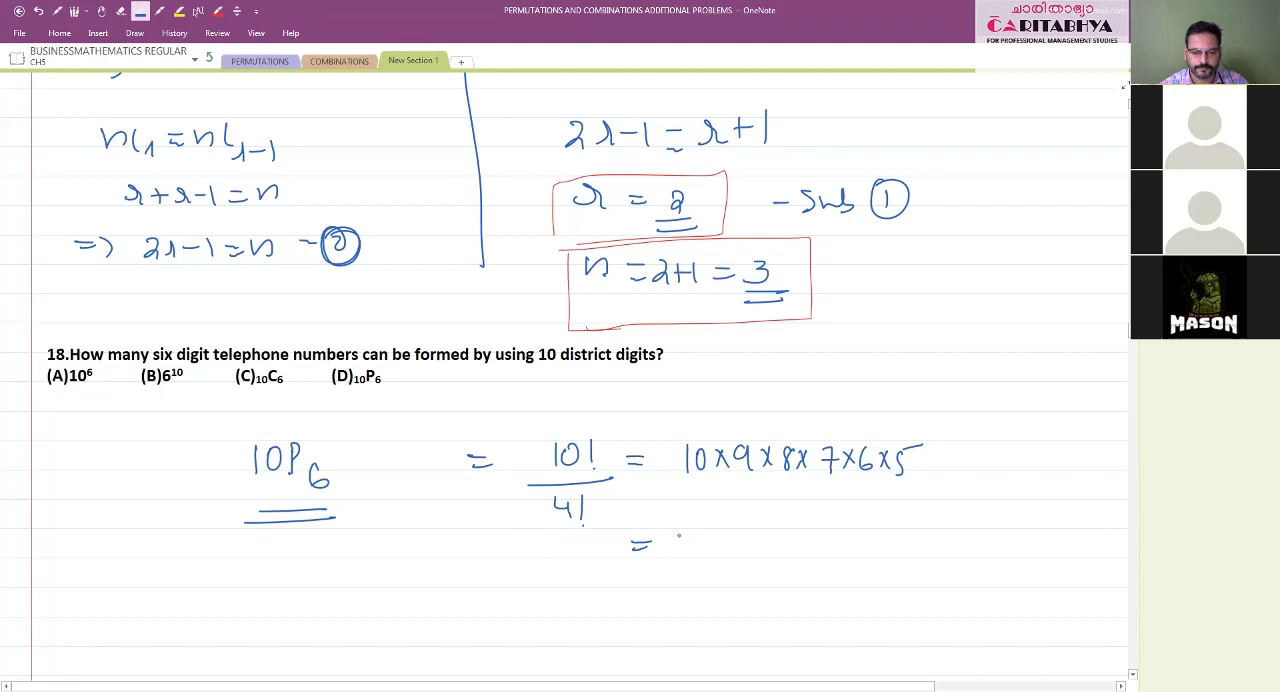 PERMUTATIONS AND COMBINATIONS ADDITIONAL PROBLEMS - OneNote
ചാരിതാഭ്യാ
CARITABHYA
FOR PROFESSIONAL MANAGEMENT STUDIES
File Home Insert Draw History Review View Help
BUSINESSMATHEMATICS REGULAR
CH5
PERMUTATIONS COMBINATIONS New Section 1
nC₁ = nC
r + r - 1 = n
=> 2r - 1 = n - ②
2r - 1 = r + 1
r = 2 - Sub ①
n = 2+1 = 3
18.How many six digit telephone numbers can be formed by using 10 district digits?
(A)10⁶ (B)6¹⁰ (C)₁₀C₆ (D)₁₀P₆
10P₆ = 10!/4! = 10 × 9 × 8 × 7 × 6 × 5
=
MASON